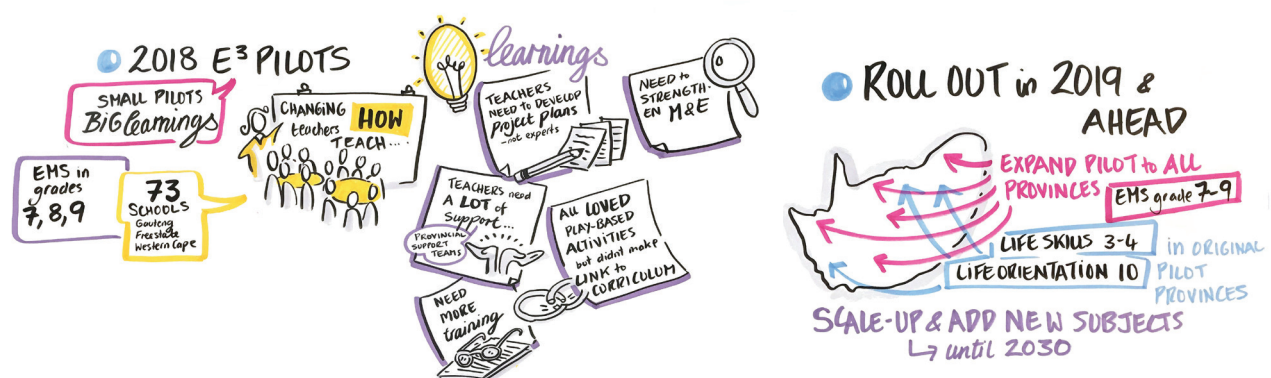 2018 E³ PILOTS
SMALL PILOTS
BIG learnings
EMS in
grades
7,8,9
73
SCHOOLS
Gauteng
Freestate
Western Cape
CHANGING
teachers HOW
TEACH....
learnings
TEACHERS
NEED to DEVELOP
Project plans
-not experts
NEED to
STRENGTH-
EN M&E
TEACHERS need
A LOT of
Support...
PROVINCIAL
SUPPORT
TEAMS
ALL LOVED
PLAY-BASED
ACTIVITIES
but didn't make
LINK to
CURRICULUM
NEED
MORE
training
ROLL OUT in 2019 &
AHEAD
EXPAND PILOT to ALL
PROVINCES
EMS grade 7-9
LIFE SKILLS 3-4
LIFE ORIENTATION 10
in ORIGINAL
PILOT
PROVINCES
SCALE-UP & ADD NEW SUBJECTS
↳ until 2030